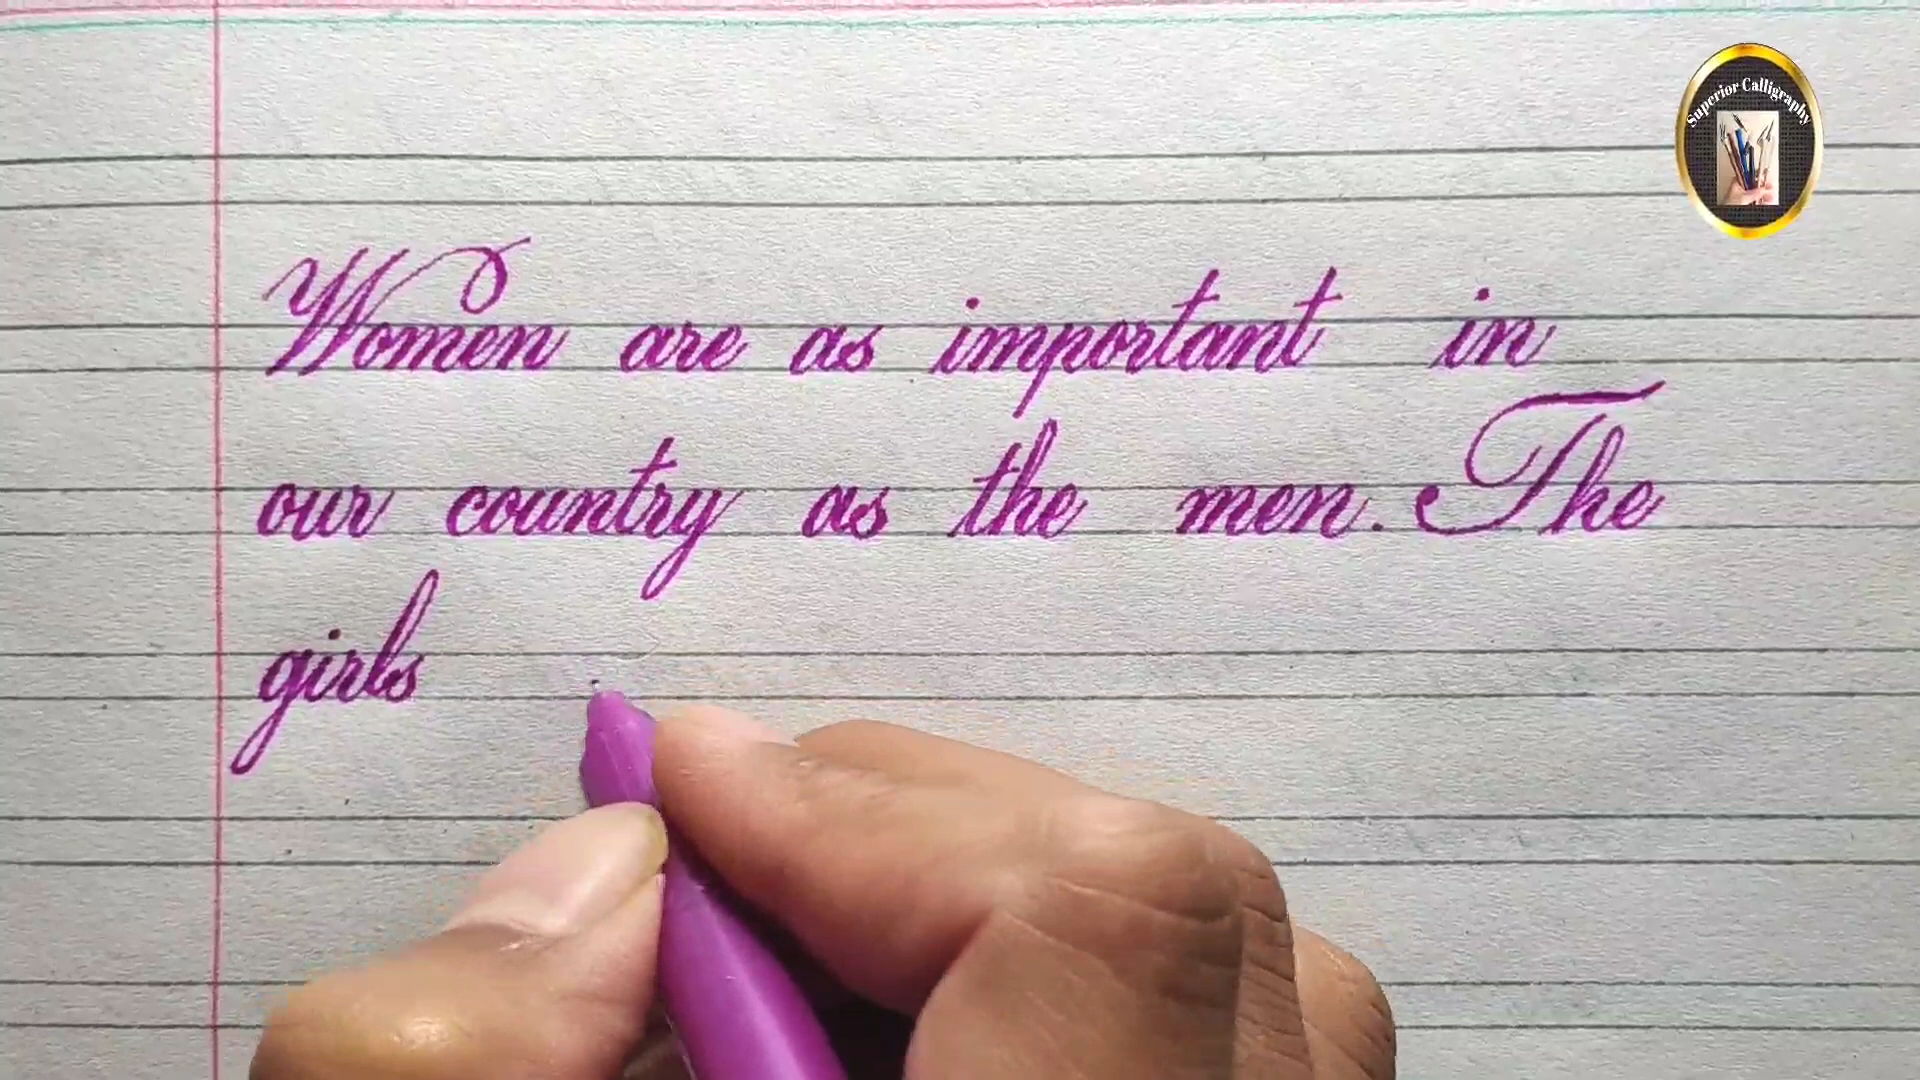 Superior Calligraphy
Women are as important in
our country as the men. The
girls